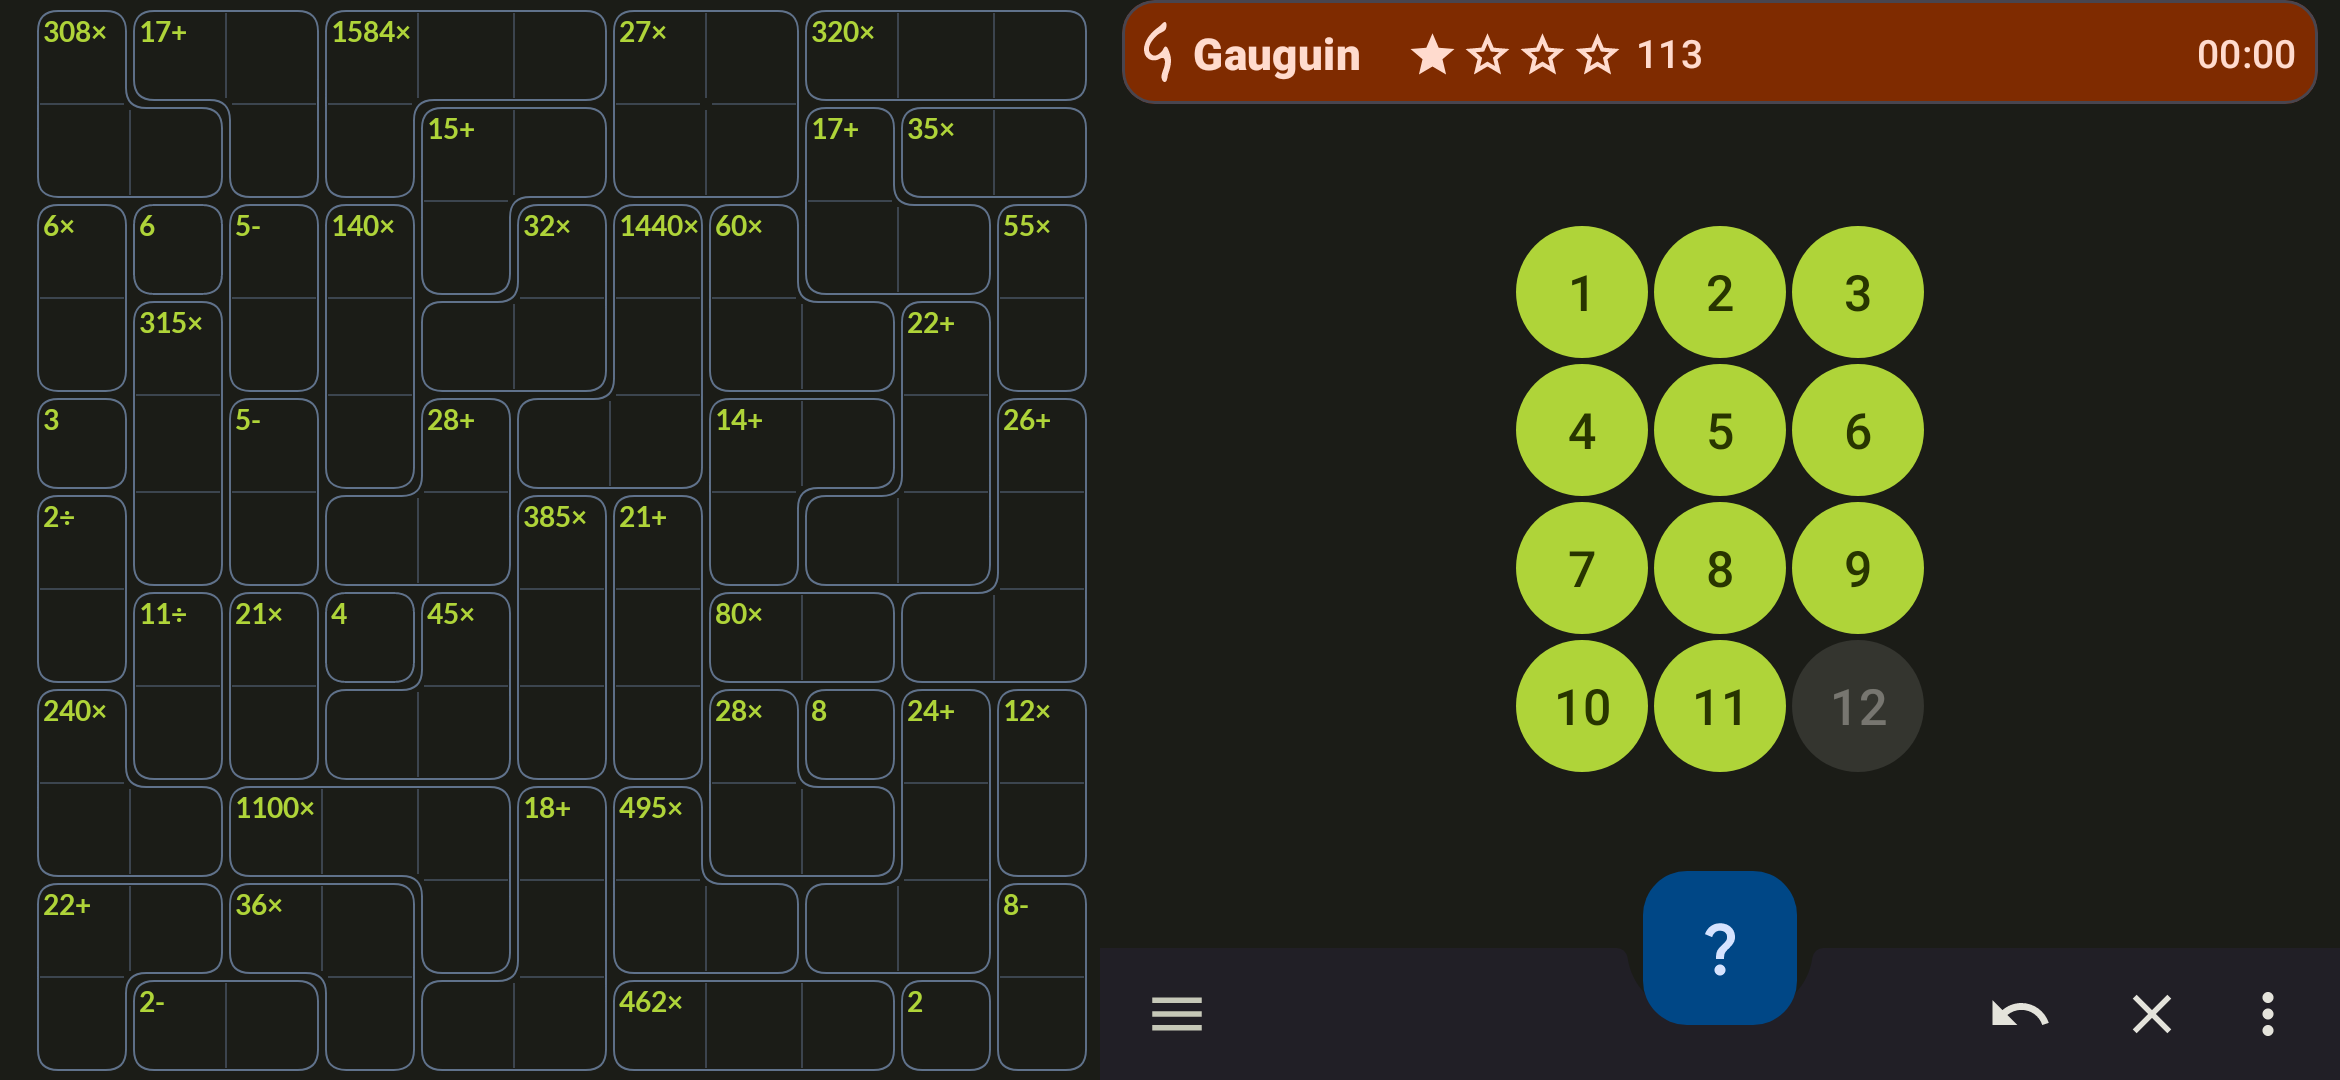 308× 17+ 1584× 27× 320×
15+ 17+ 35×
6× 6 5- 140× 32× 1440× 60× 55×
315× 22+
3 5- 28+ 14+ 26+
2÷ 385× 21+
11÷ 21× 4 45× 80×
240× 28× 8 24+ 12×
1100× 18+ 495×
22+ 36× 8-
2- 462× 2
Gauguin 113 00:00
1 2 3
4 5 6
7 8 9
10 11 12
?